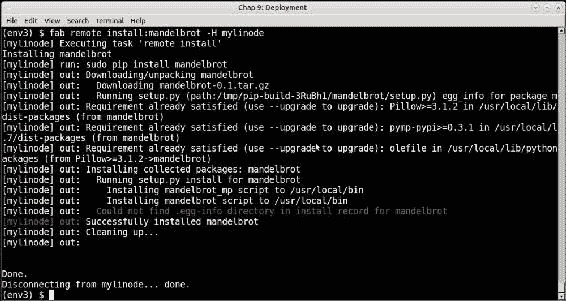 Chap 9: Deployment
File Edit View Search Terminal Help
(env3) $ fab remote install:mandelbrot -H mylinode
[mylinode] Executing task 'remote install'
Installing mandelbrot
[mylinode] run: sudo pip install mandelbrot
[mylinode] out: Downloading/unpacking mandelbrot
[mylinode] out:   Downloading mandelbrot-0.1.tar.gz
[mylinode] out:   Running setup.py (path:/tmp/pip-build-3RuBh1/mandelbrot/setup.py) egg_info for package m
[mylinode] out: Requirement already satisfied (use --upgrade to upgrade): Pillow>=3.1.2 in /usr/local/lib/
dist-packages (from mandelbrot)
[mylinode] out: Requirement already satisfied (use --upgrade to upgrade): pymp-pypi>=0.3.1 in /usr/local/l
.7/dist-packages (from mandelbrot)
[mylinode] out: Requirement already satisfied (use --upgrade to upgrade): olefile in /usr/local/lib/python
ackages (from Pillow>=3.1.2->mandelbrot)
[mylinode] out: Installing collected packages: mandelbrot
[mylinode] out:   Running setup.py install for mandelbrot
[mylinode] out:     Installing mandelbrot_mp script to /usr/local/bin
[mylinode] out:     Installing mandelbrot script to /usr/local/bin
[mylinode] out:   Could not find .egg-info directory in install record for mandelbrot
[mylinode] out: Successfully installed mandelbrot
[mylinode] out: Cleaning up...
[mylinode] out:
Done.
Disconnecting from mylinode... done.
(env3) $